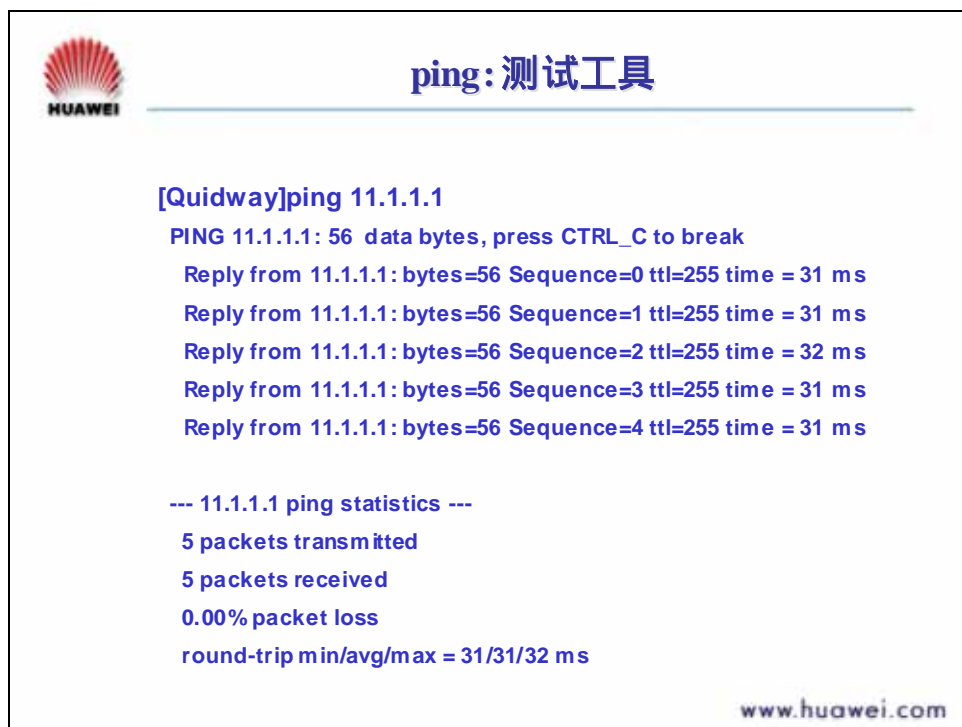 HUAWEI
ping:测试工具
[Quidway]ping 11.1.1.1
PING 11.1.1.1: 56 data bytes, press CTRL_C to break
Reply from 11.1.1.1: bytes=56 Sequence=0 ttl=255 time = 31 ms
Reply from 11.1.1.1: bytes=56 Sequence=1 ttl=255 time = 31 ms
Reply from 11.1.1.1: bytes=56 Sequence=2 ttl=255 time = 32 ms
Reply from 11.1.1.1: bytes=56 Sequence=3 ttl=255 time = 31 ms
Reply from 11.1.1.1: bytes=56 Sequence=4 ttl=255 time = 31 ms
--- 11.1.1.1 ping statistics ---
5 packets transmitted
5 packets received
0.00% packet loss
round-trip min/avg/max = 31/31/32 ms
www.huawei.com